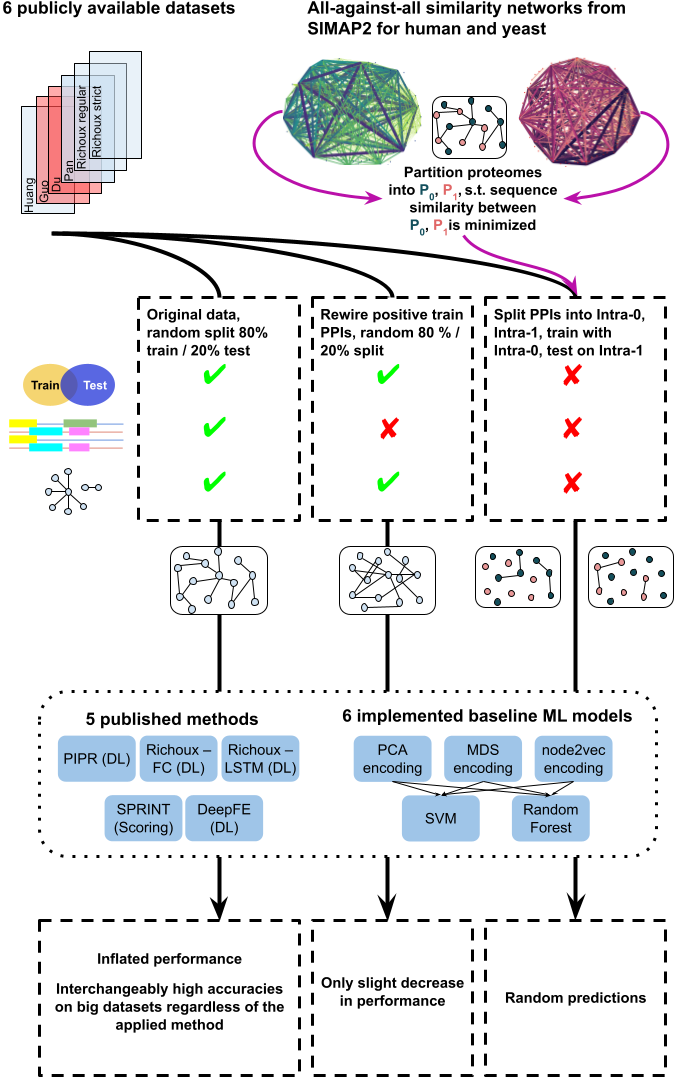 6 publicly available datasets
All-against-all similarity networks from
SIMAP2 for human and yeast
Huang
Guo
Du
Pan
Richoux regular
Richoux strict
Partition proteomes
into P0, P1, s.t. sequence
similarity between
P0, P1 is minimized
Original data,
random split 80%
train / 20% test
Rewire positive train
PPIs, random 80 % /
20% split
Split PPIs into Intra-0,
Intra-1, train with
Intra-0, test on Intra-1
Train
Test
5 published methods
6 implemented baseline ML models
PIPR (DL)
Richoux –
FC (DL)
Richoux –
LSTM (DL)
PCA
encoding
MDS
encoding
node2vec
encoding
SPRINT
(Scoring)
DeepFE
(DL)
SVM
Random
Forest
Inflated performance
Interchangeably high accuracies
on big datasets regardless of the
applied method
Only slight decrease
in performance
Random predictions